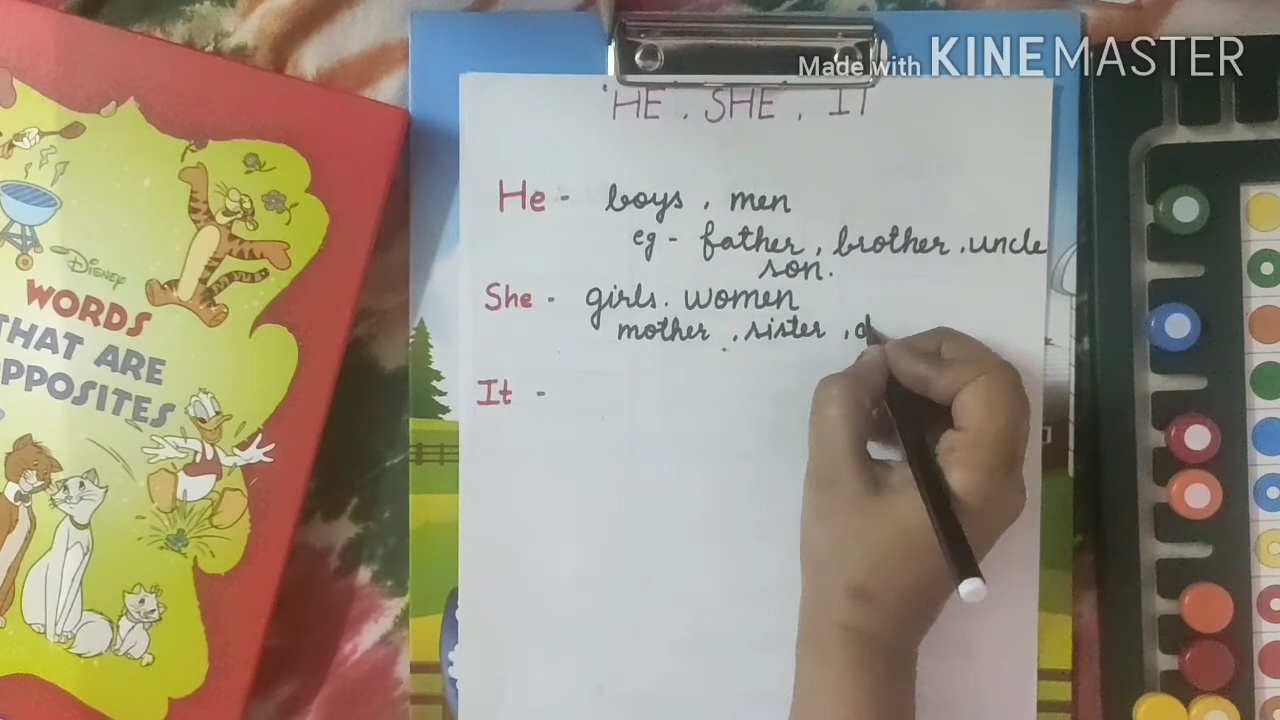 Made with KINEMASTER
'HE', SHE', IT
He - boys, men
eg - father, brother, uncle
son.
She - girls. women
mother, sister, d
It -
Disney
WORDS
THAT ARE
OPPOSITES